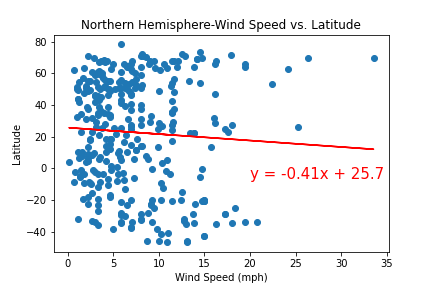 Northern Hemisphere-Wind Speed vs. Latitude
80
60
40
20
0
−20
−40
Latitude
y = -0.41x + 25.7
0 5 10 15 20 25 30 35
Wind Speed (mph)